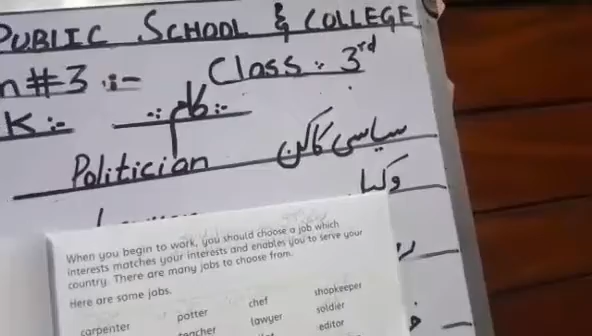 PUBLIC SCHOOL & COLLEGE
n#3 :- Class : 3rd
K :- کام :-
Politician سیاسی کارکن
When you begin to work, you should choose a job which
interests matches your interests and enables you to serve your
country. There are many jobs to choose from.
Here are some jobs.
carpenter potter chef shopkeeper
teacher lawyer soldier
editor